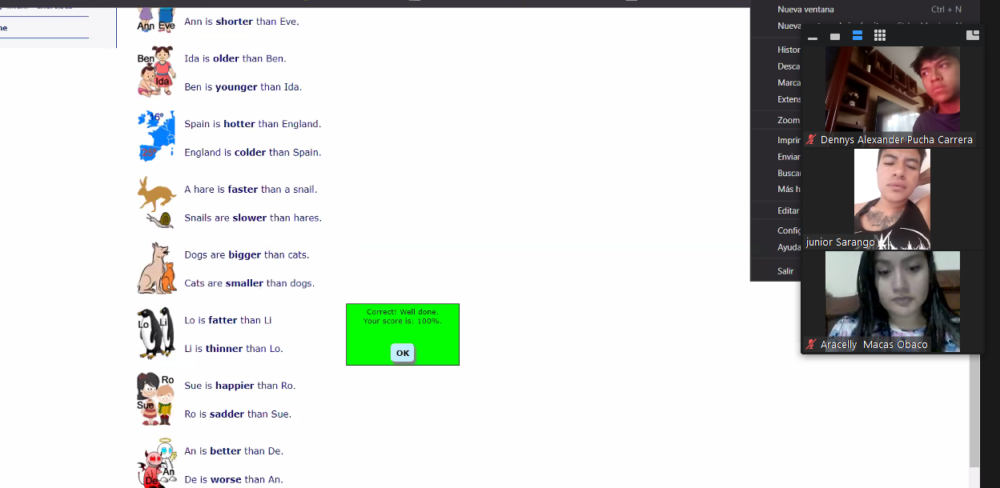 ne
Ann Eve
Ann is shorter than Eve.
Ben
Ida
Ida is older than Ben.
Ben is younger than Ida.
16º
Spain is hotter than England.
England is colder than Spain.
A hare is faster than a snail.
Snails are slower than hares.
Dogs are bigger than cats.
Cats are smaller than dogs.
Lo Li
Lo is fatter than Li
Li is thinner than Lo.
Ro
Sue
Sue is happier than Ro.
Ro is sadder than Sue.
An
De
An is better than De.
De is worse than An.
Correct! Well done.
Your score is: 100%.
OK
Nueva ventana Ctrl + N
Nueva
Histor
Desca
Marca
Extens
Zoom
Imprir
Enviar
Buscar
Más h
Editar
Config
Ayuda
Salir
Dennys Alexander Pucha Carrera
junior Sarango
Aracelly Macas Obaco